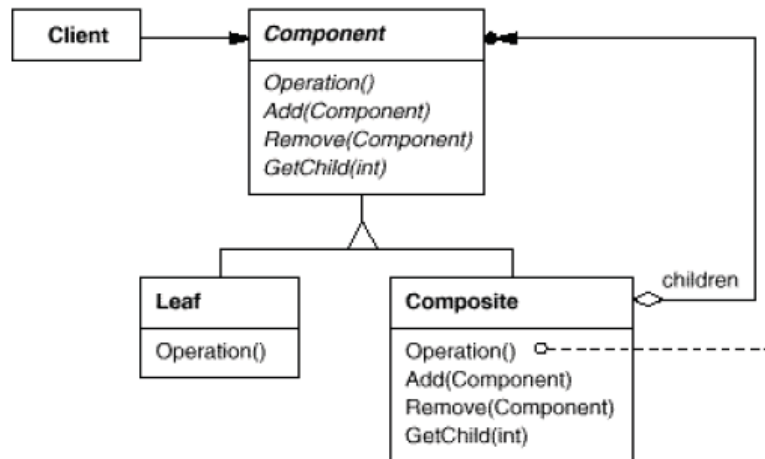 Client
Component
Operation()
Add(Component)
Remove(Component)
GetChild(int)
children
Leaf
Operation()
Composite
Operation()
Add(Component)
Remove(Component)
GetChild(int)